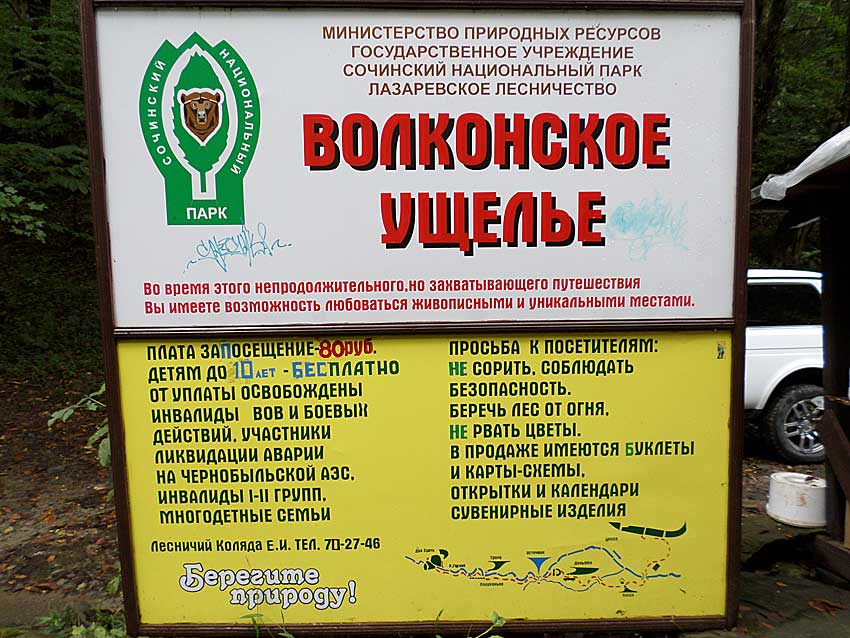 СОЧИНСКИЙ НАЦИОНАЛЬНЫЙ
ПАРК
МИНИСТЕРСТВО ПРИРОДНЫХ РЕСУРСОВ
ГОСУДАРСТВЕННОЕ УЧРЕЖДЕНИЕ
СОЧИНСКИЙ НАЦИОНАЛЬНЫЙ ПАРК
ЛАЗАРЕВСКОЕ ЛЕСНИЧЕСТВО
ВОЛКОНСКОЕ
УЩЕЛЬЕ
Во время этого непродолжительного,но захватывающего путешествия
Вы имеете возможность любоваться живописными и уникальными местами.
ПЛАТА ЗА ПОСЕЩЕНИЕ-80руб.
ДЕТЯМ ДО 10 ЛЕТ - БЕСПЛАТНО
ОТ УПЛАТЫ ОСВОБОЖДЕНЫ
ИНВАЛИДЫ ВОВ И БОЕВЫХ
ДЕЙСТВИЙ, УЧАСТНИКИ
ЛИКВИДАЦИИ АВАРИИ
НА ЧЕРНОБЫЛЬСКОЙ АЭС,
ИНВАЛИДЫ I-II ГРУПП,
МНОГОДЕТНЫЕ СЕМЬИ
Лесничий Коляда Е.И. ТЕЛ. 70-27-46
Берегите
природу!
ПРОСЬБА К ПОСЕТИТЕЛЯМ:
НЕ СОРИТЬ, СОБЛЮДАТЬ
БЕЗОПАСНОСТЬ.
БЕРЕЧЬ ЛЕС ОТ ОГНЯ,
НЕ РВАТЬ ЦВЕТЫ.
В ПРОДАЖЕ ИМЕЮТСЯ БУКЛЕТЫ
И КАРТЫ-СХЕМЫ,
ОТКРЫТКИ И КАЛЕНДАРИ
СУВЕНИРНЫЕ ИЗДЕЛИЯ